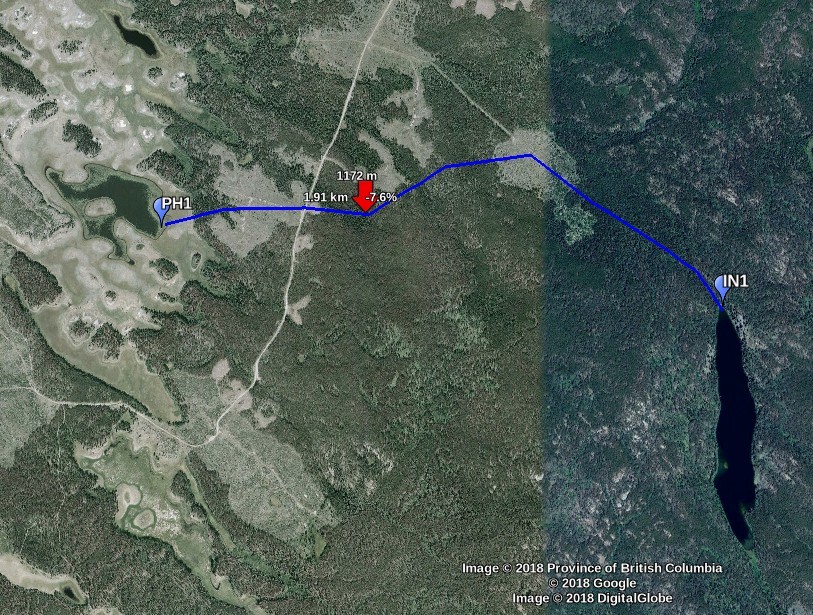 1172 m
1.91 km -7.6%
PH1
IN1
Image © 2018 Province of British Columbia
© 2018 Google
Image © 2018 DigitalGlobe